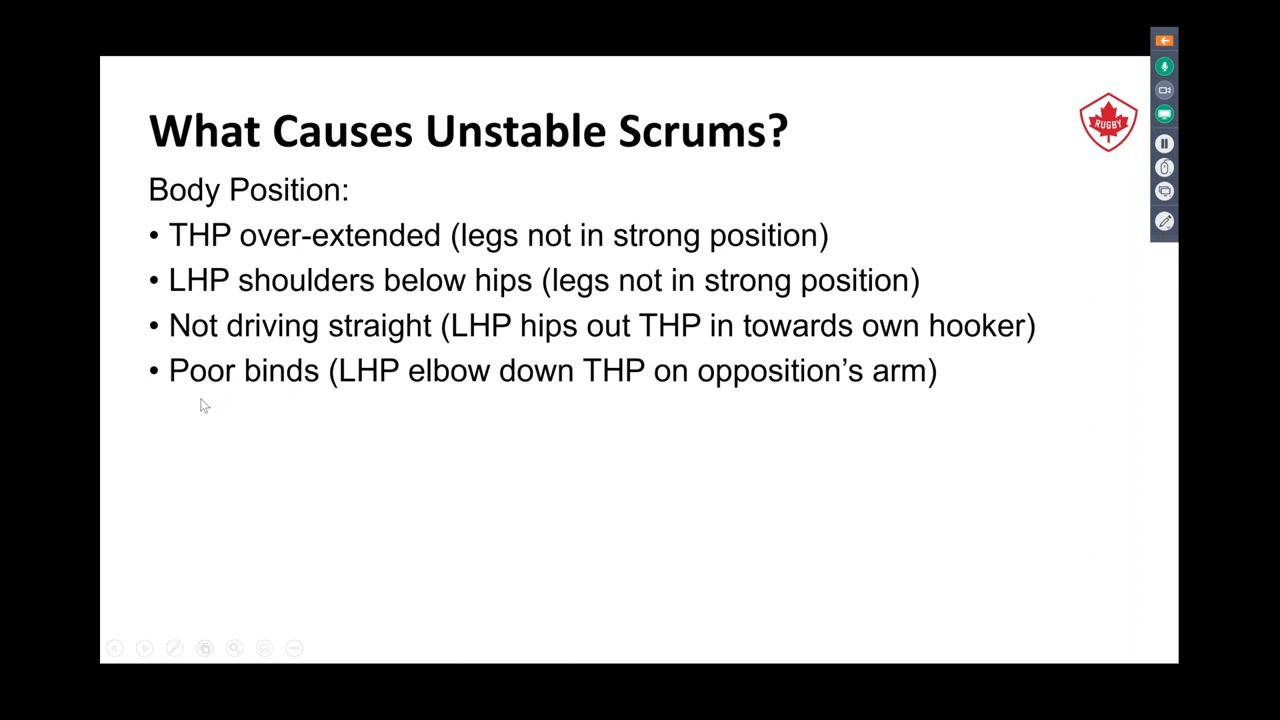 What Causes Unstable Scrums?
RUGBY
Body Position:
• THP over-extended (legs not in strong position)
• LHP shoulders below hips (legs not in strong position)
• Not driving straight (LHP hips out THP in towards own hooker)
• Poor binds (LHP elbow down THP on opposition’s arm)